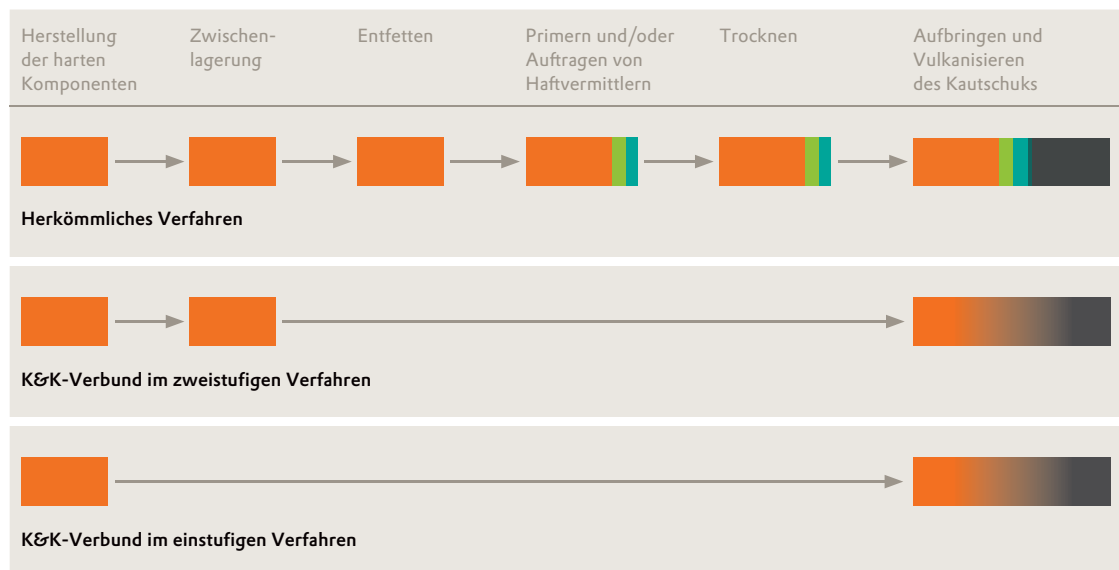 Herstellung
der harten
Komponenten
Zwischen-
lagerung
Entfetten
Primern und/oder
Auftragen von
Haftvermittlern
Trocknen
Aufbringen und
Vulkanisieren
des Kautschuks
Herkömmliches Verfahren
K&K-Verbund im zweistufigen Verfahren
K&K-Verbund im einstufigen Verfahren